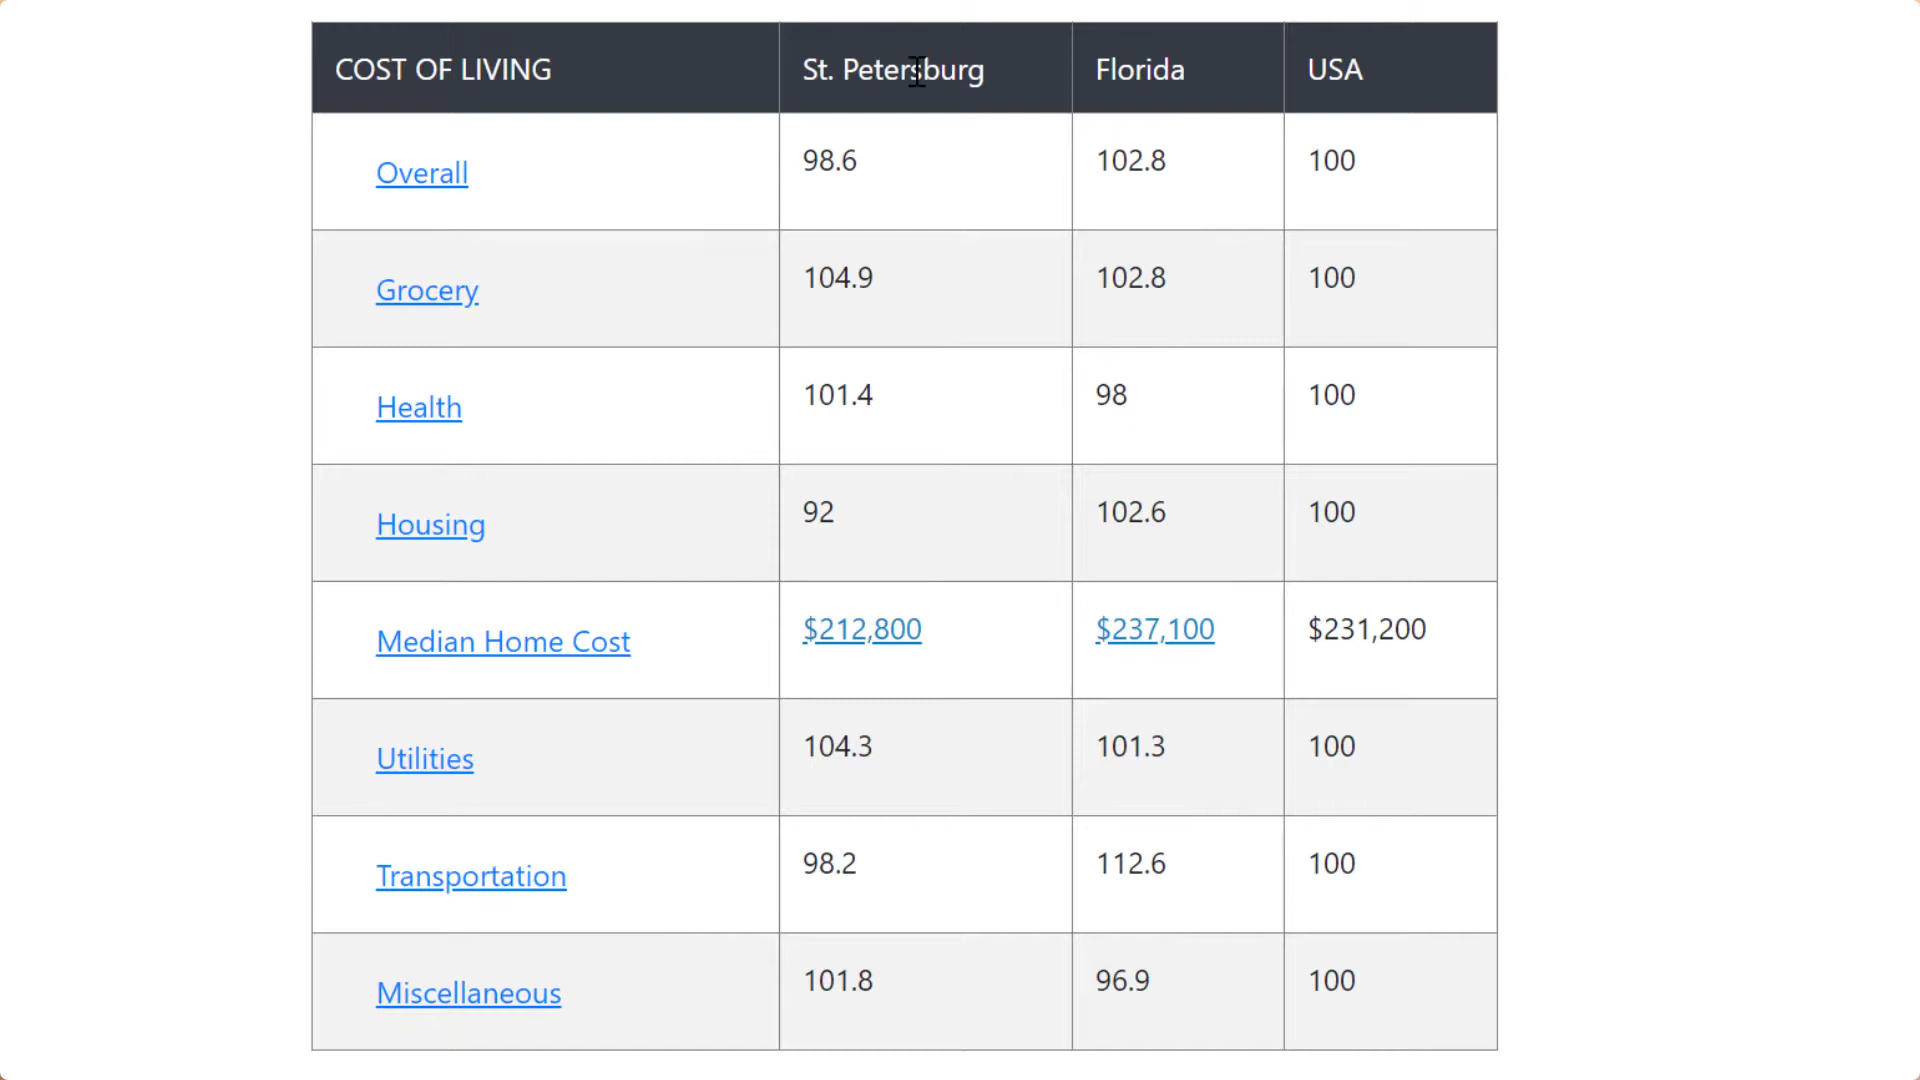 COST OF LIVING St. Petersburg Florida USA
Overall 98.6 102.8 100
Grocery 104.9 102.8 100
Health 101.4 98 100
Housing 92 102.6 100
Median Home Cost $212,800 $237,100 $231,200
Utilities 104.3 101.3 100
Transportation 98.2 112.6 100
Miscellaneous 101.8 96.9 100